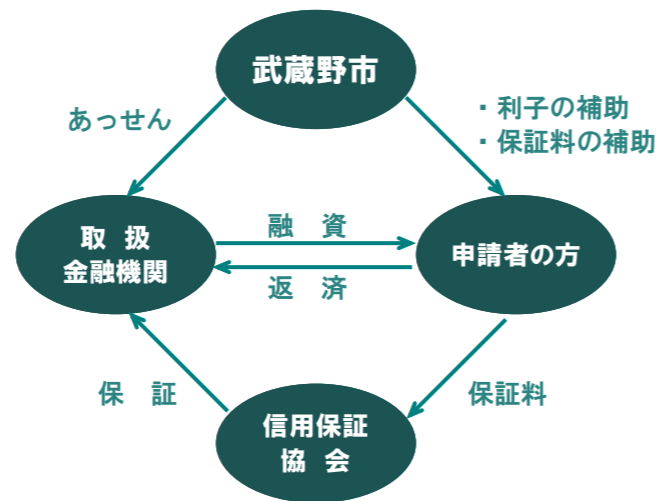 武蔵野市
あっせん
・利子の補助
・保証料の補助
取 扱
金融機関
融 資
返 済
申請者の方
保 証
保証料
信用保証
協 会